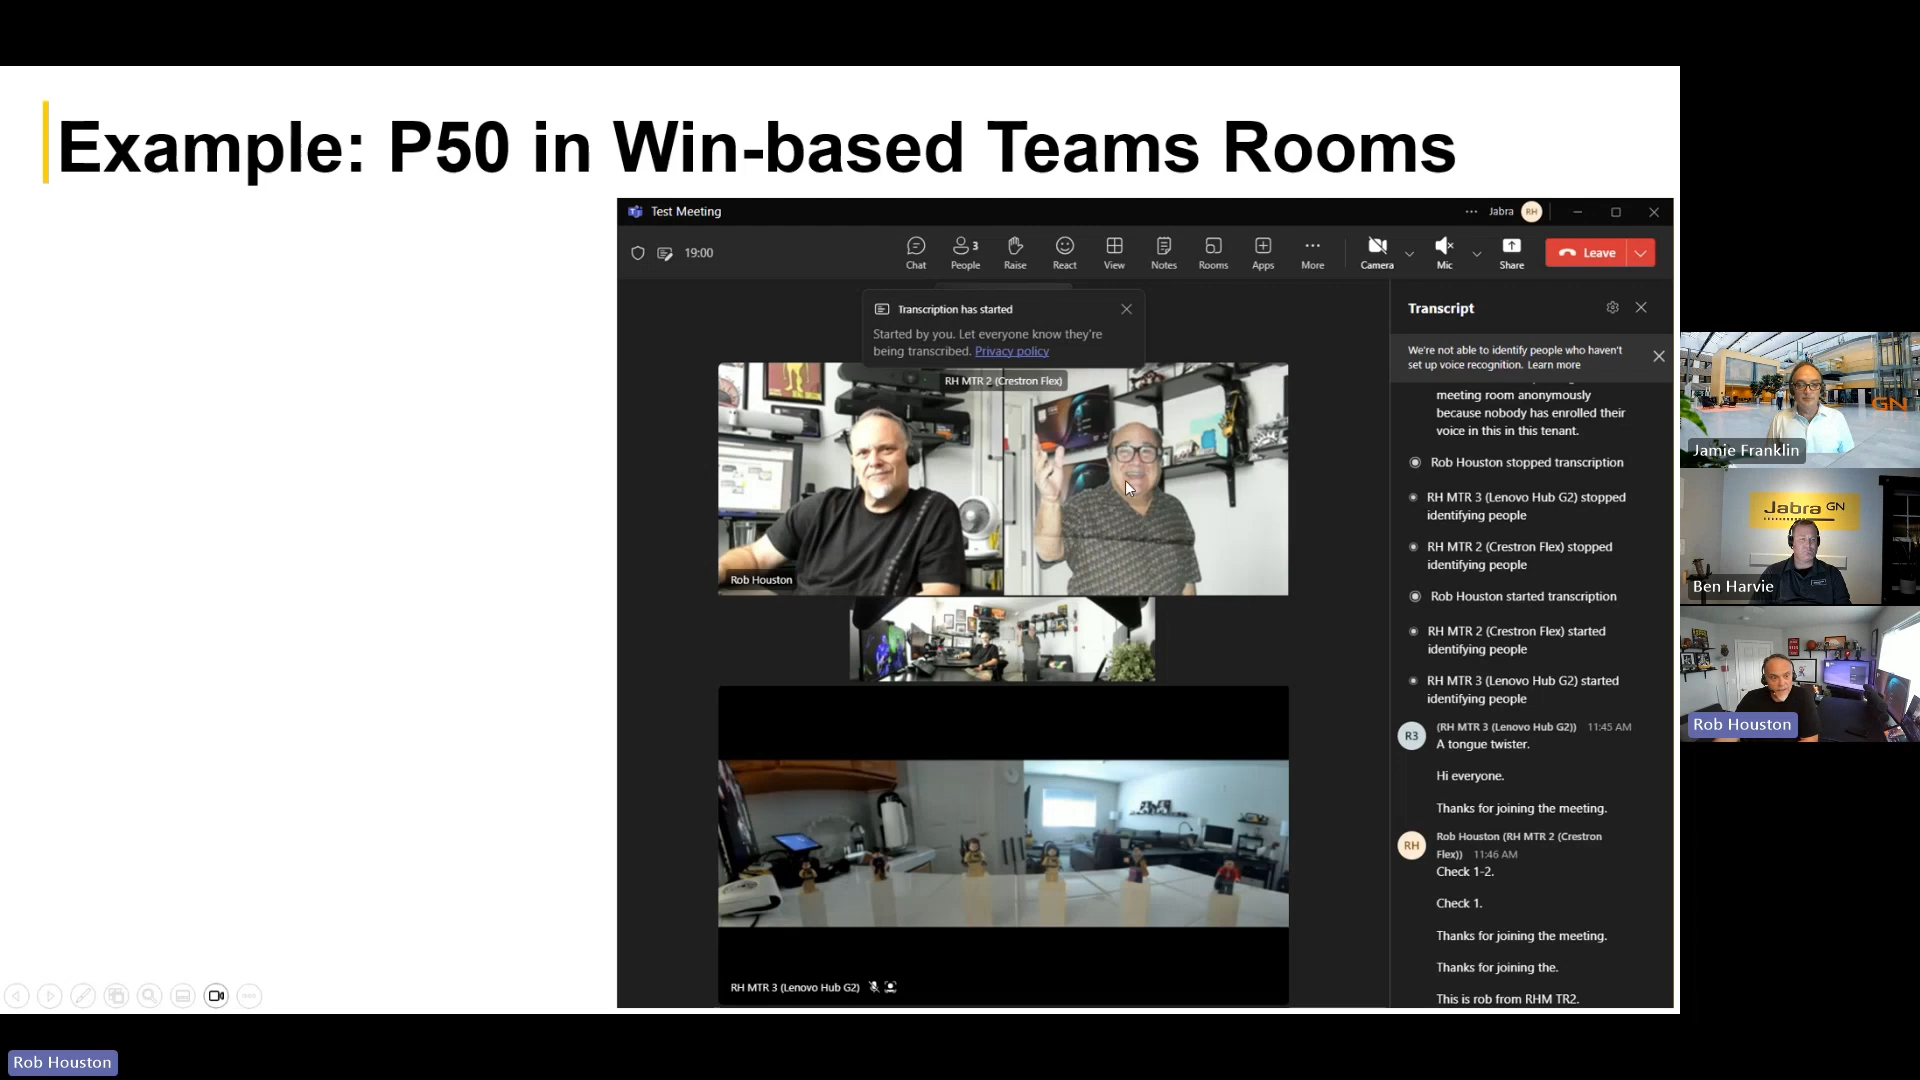 Example: P50 in Win-based Teams Rooms
Test Meeting
Jabra RH
19:00
Chat
People 3
Raise
React
View
Notes
Rooms
Apps
More
Camera
Mic
Share
Leave
Transcription has started
Started by you. Let everyone know they're
being transcribed. Privacy policy
RH MTR 2 (Crestron Flex)
Rob Houston
RH MTR 3 (Lenovo Hub G2)
Transcript
We're not able to identify people who haven't
set up voice recognition. Learn more
meeting room anonymously
because nobody has enrolled their
voice in this in this tenant.
Rob Houston stopped transcription
RH MTR 3 (Lenovo Hub G2) stopped
identifying people
RH MTR 2 (Crestron Flex) stopped
identifying people
Rob Houston started transcription
RH MTR 2 (Crestron Flex) started
identifying people
RH MTR 3 (Lenovo Hub G2) started
identifying people
R3
(RH MTR 3 (Lenovo Hub G2)) 11:45 AM
A tongue twister.
Hi everyone.
Thanks for joining the meeting.
RH
Rob Houston (RH MTR 2 (Crestron
Flex)) 11:46 AM
Check 1-2.
Check 1.
Thanks for joining the meeting.
Thanks for joining the.
This is rob from RHM TR2.
GN
Jamie Franklin
Jabra GN
Ben Harvie
Rob Houston
Rob Houston